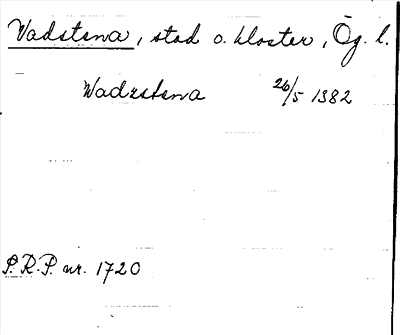 Vadstena, stad o. kloster, Ög. l.
Wadzstena 26/5 1382
S.R.P. nr. 1720